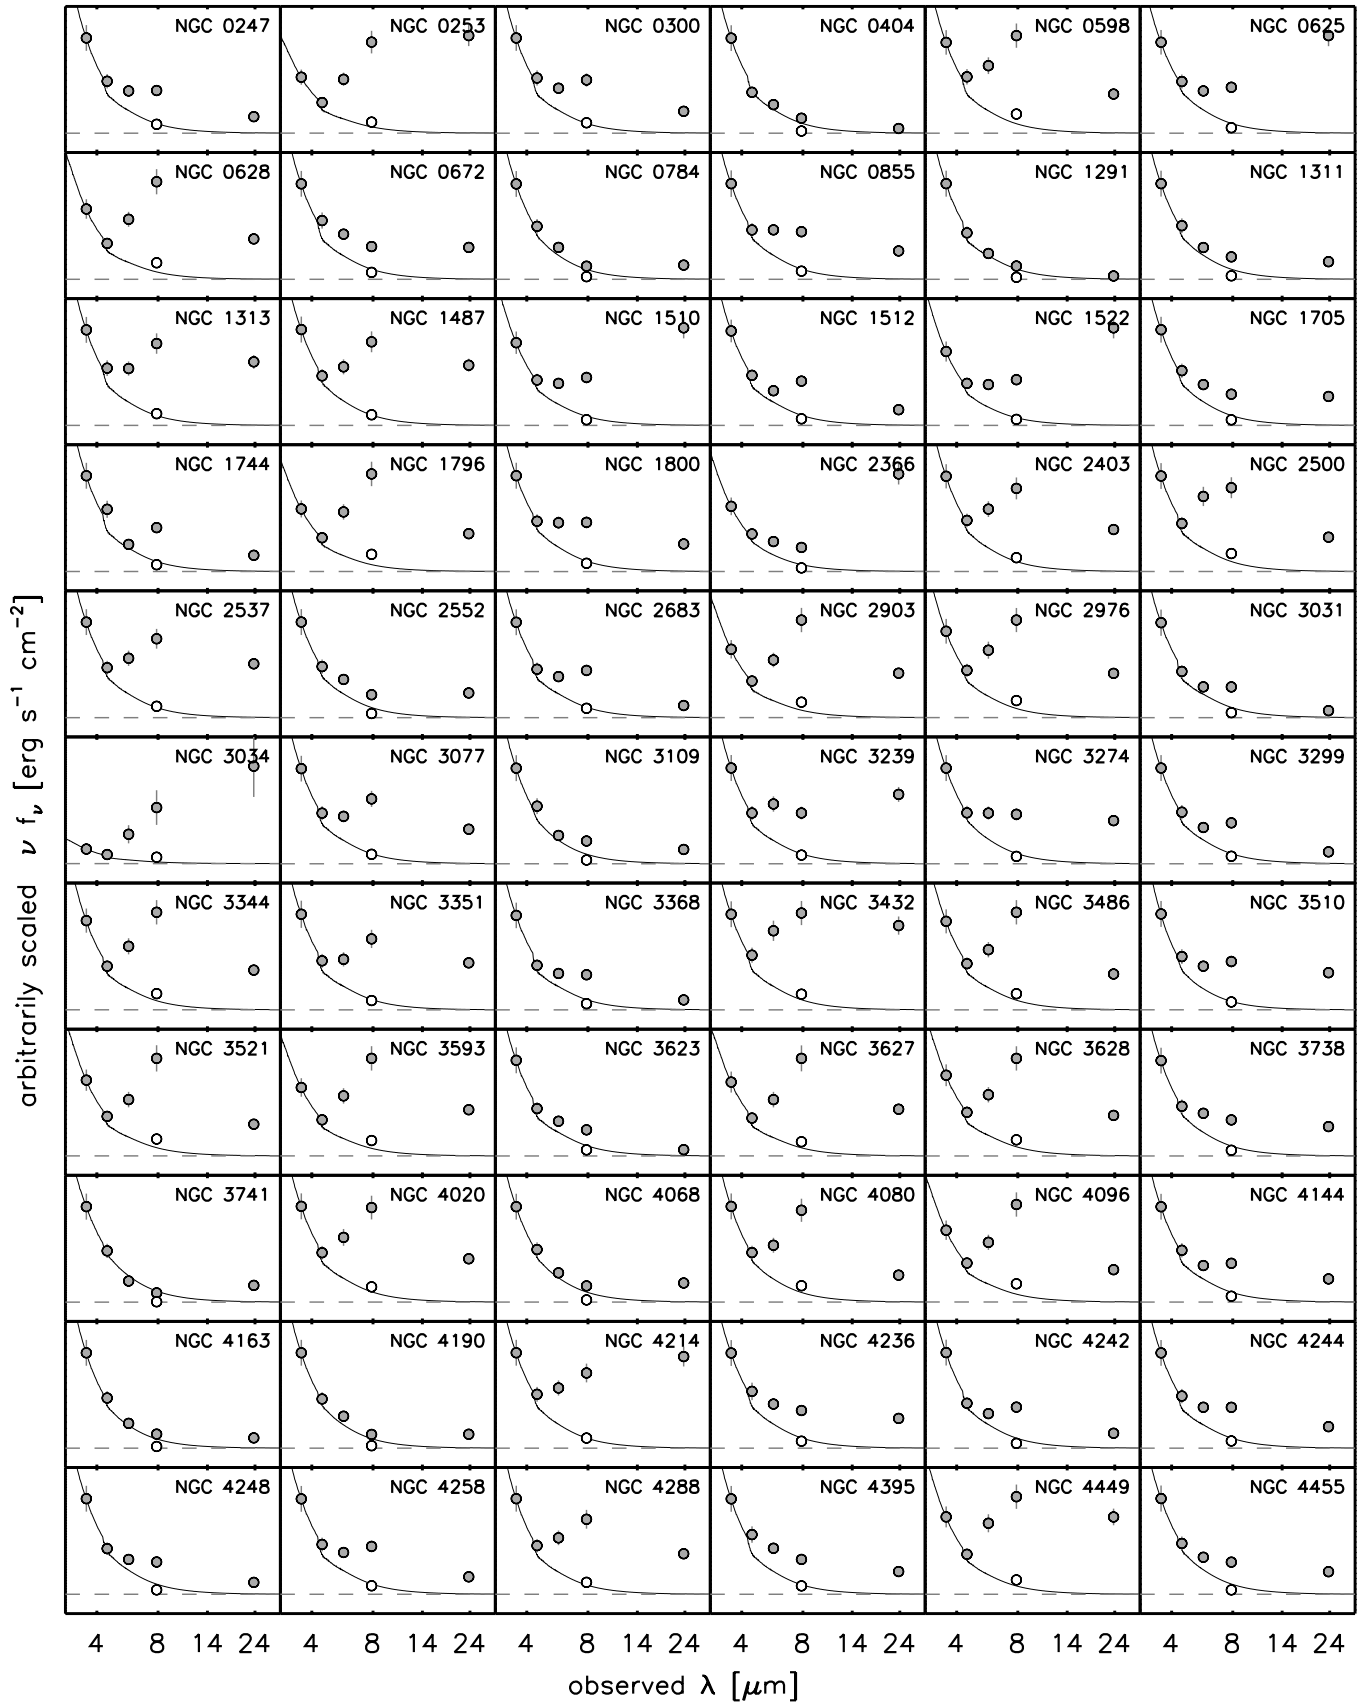 NGC 0247 NGC 0253 NGC 0300 NGC 0404 NGC 0598 NGC 0625
NGC 0628 NGC 0672 NGC 0784 NGC 0855 NGC 1291 NGC 1311
NGC 1313 NGC 1487 NGC 1510 NGC 1512 NGC 1522 NGC 1705
NGC 1744 NGC 1796 NGC 1800 NGC 2366 NGC 2403 NGC 2500
NGC 2537 NGC 2552 NGC 2683 NGC 2903 NGC 2976 NGC 3031
NGC 3034 NGC 3077 NGC 3109 NGC 3239 NGC 3274 NGC 3299
NGC 3344 NGC 3351 NGC 3368 NGC 3432 NGC 3486 NGC 3510
NGC 3521 NGC 3593 NGC 3623 NGC 3627 NGC 3628 NGC 3738
NGC 3741 NGC 4020 NGC 4068 NGC 4080 NGC 4096 NGC 4144
NGC 4163 NGC 4190 NGC 4214 NGC 4236 NGC 4242 NGC 4244
NGC 4248 NGC 4258 NGC 4288 NGC 4395 NGC 4449 NGC 4455
4 8 14 24 4 8 14 24 4 8 14 24 4 8 14 24 4 8 14 24 4 8 14 24
observed λ [μm]
arbitrarily scaled ν f_ν [erg s⁻¹ cm⁻²]